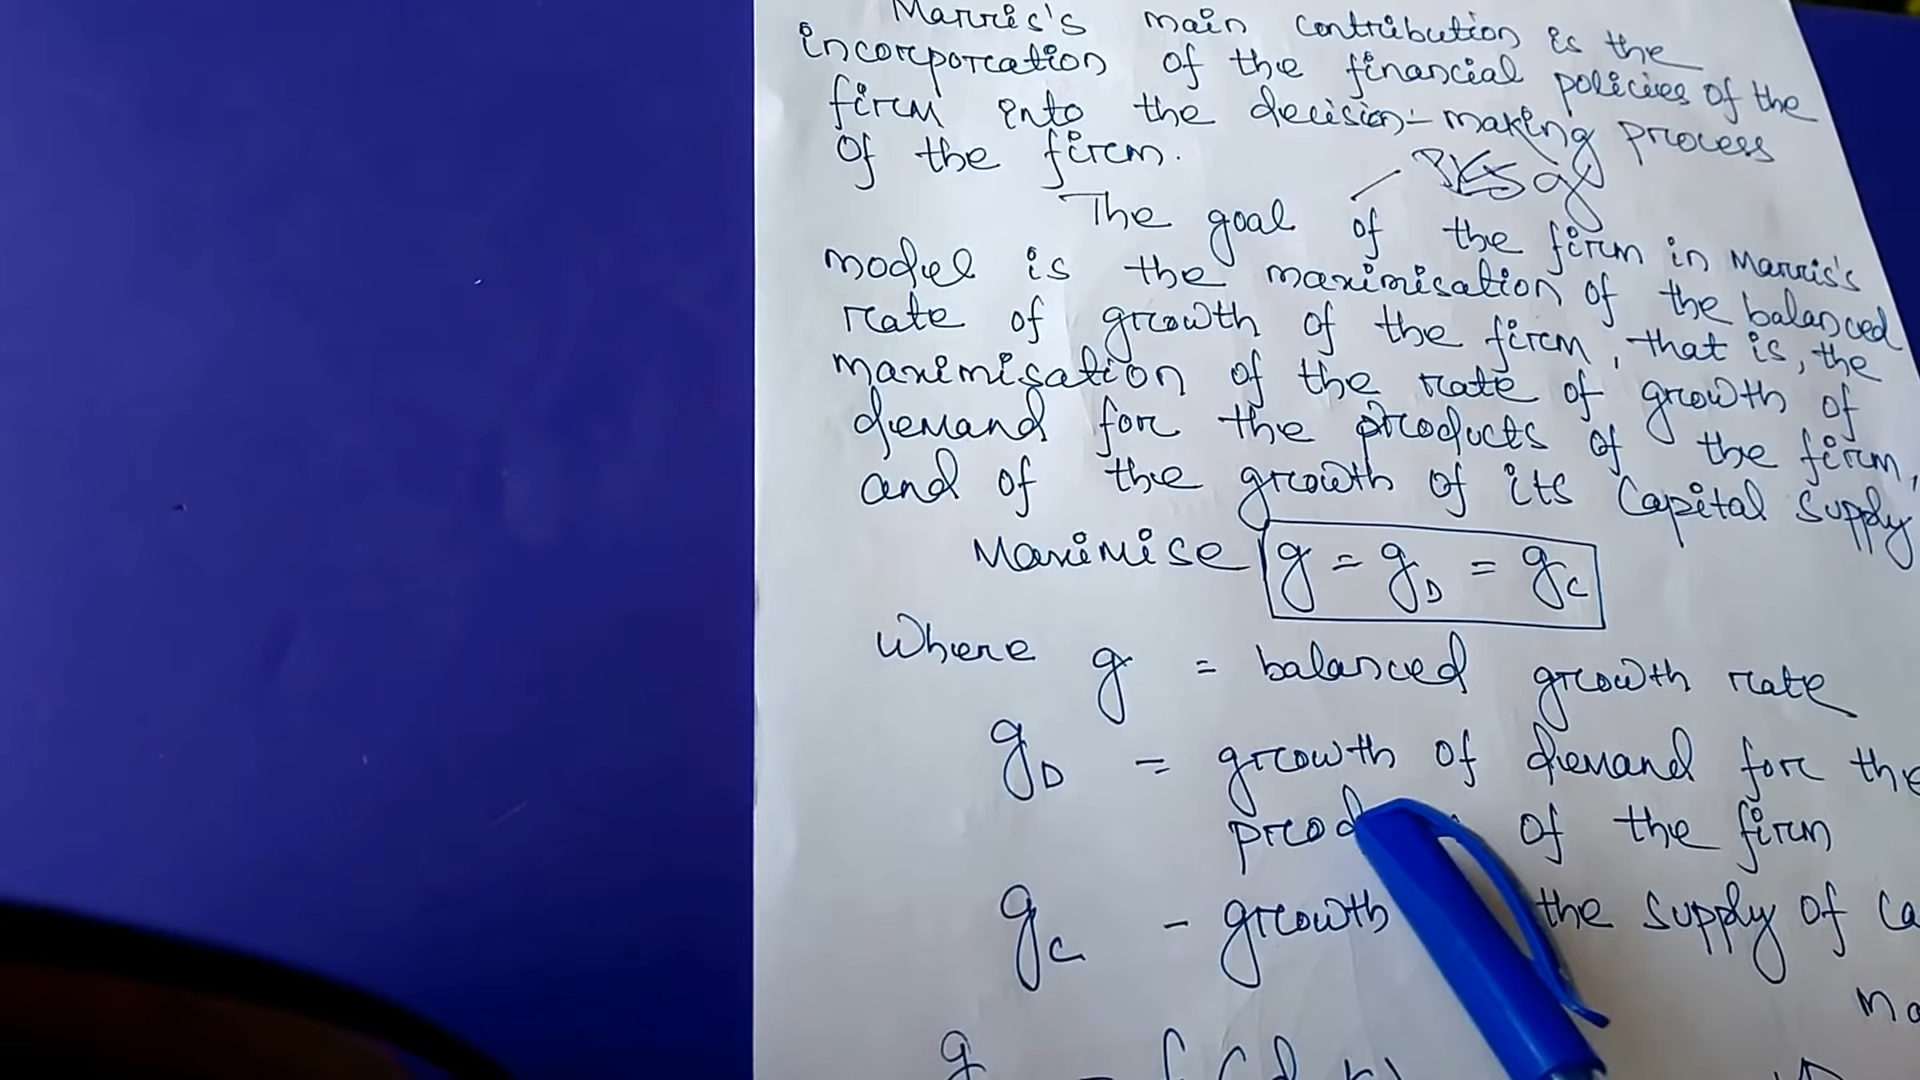 Marris's main contribution is the
incorporation of the financial policies of the
firm into the decision-making process
of the firm.
The goal of the firm in Marris's
model is the maximisation of the balanced
rate of growth of the firm, that is, the
maximisation of the rate of growth of
demand for the products of the firm,
and of the growth of its capital supply
Maximise g = g_D = g_C
Where g = balanced growth rate
g_D = growth of demand for the
of the firm
g_C - growth the supply of